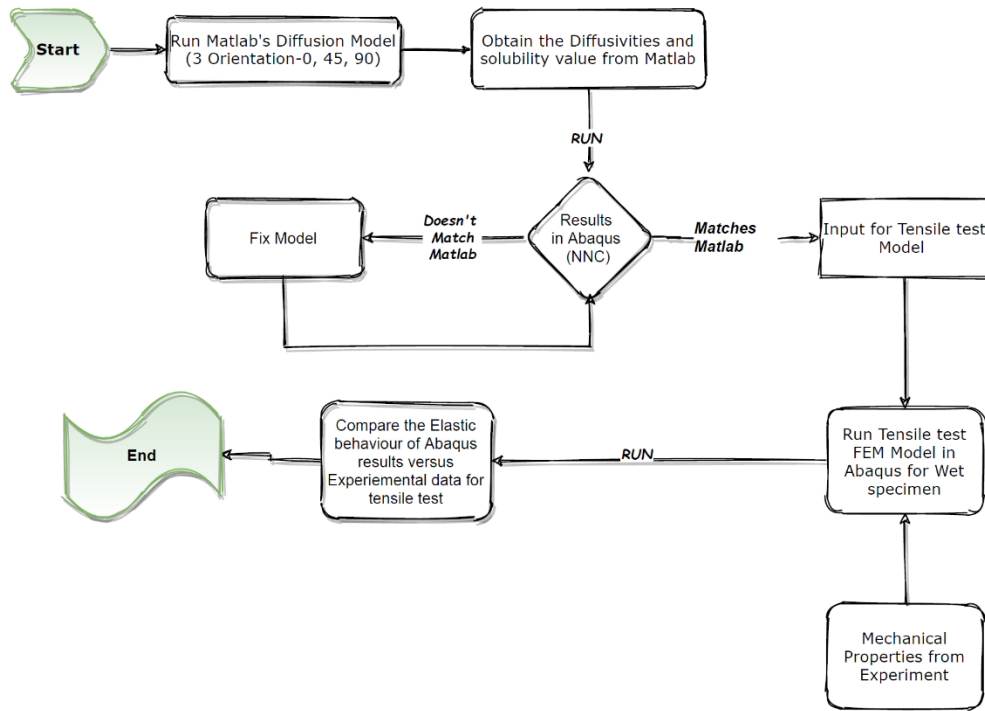 Start
Run Matlab's Diffusion Model
(3 Orientation-0, 45, 90)
Obtain the Diffusivities and
solubility value from Matlab
RUN
Fix Model
Doesn't
Match
Matlab
Results
in Abaqus
(NNC)
Matches
Matlab
Input for Tensile test
Model
End
Compare the Elastic
behaviour of Abaqus
results versus
Experiemental data for
tensile test
RUN
Run Tensile test
FEM Model in
Abaqus for Wet
specimen
Mechanical
Properties from
Experiment